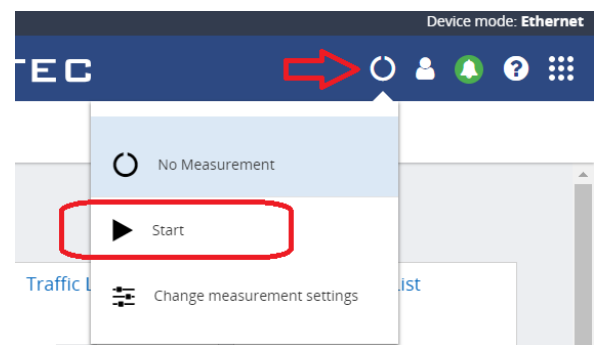 Device mode: Ethernet
TEC
?
No Measurement
Start
Traffic L
ist
Change measurement settings